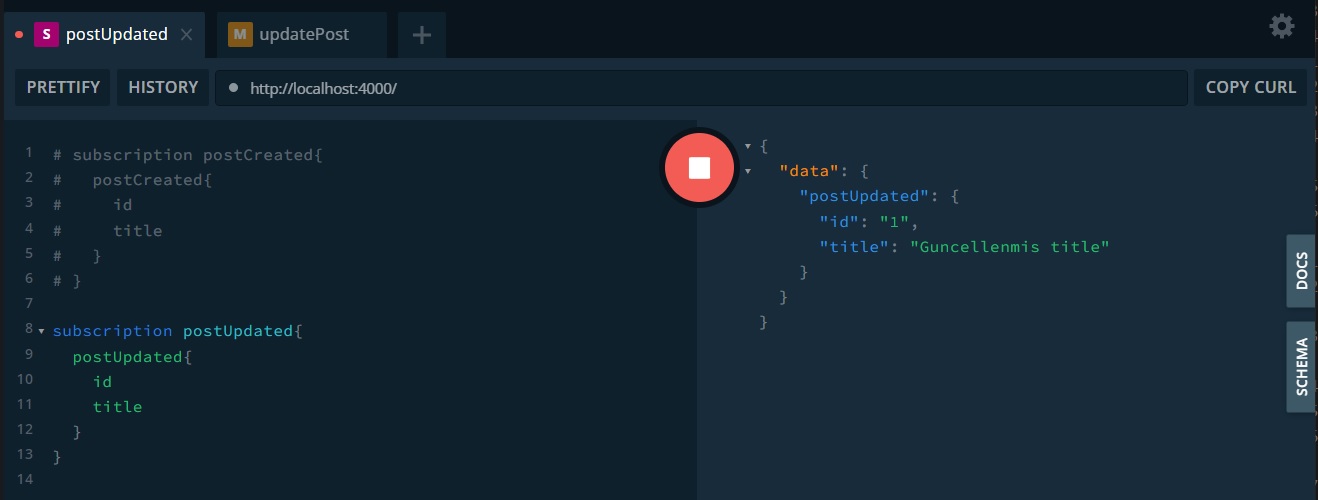 S postUpdated ×
M updatePost +
PRETTIFY HISTORY http://localhost:4000/ COPY CURL
1 # subscription postCreated{
2 #   postCreated{
3 #     id
4 #     title
5 #   }
6 # }
7
8 subscription postUpdated{
9   postUpdated{
10     id
11     title
12   }
13 }
14
{
  "data": {
    "postUpdated": {
      "id": "1",
      "title": "Guncellenmis title"
    }
  }
}
DOCS
SCHEMA